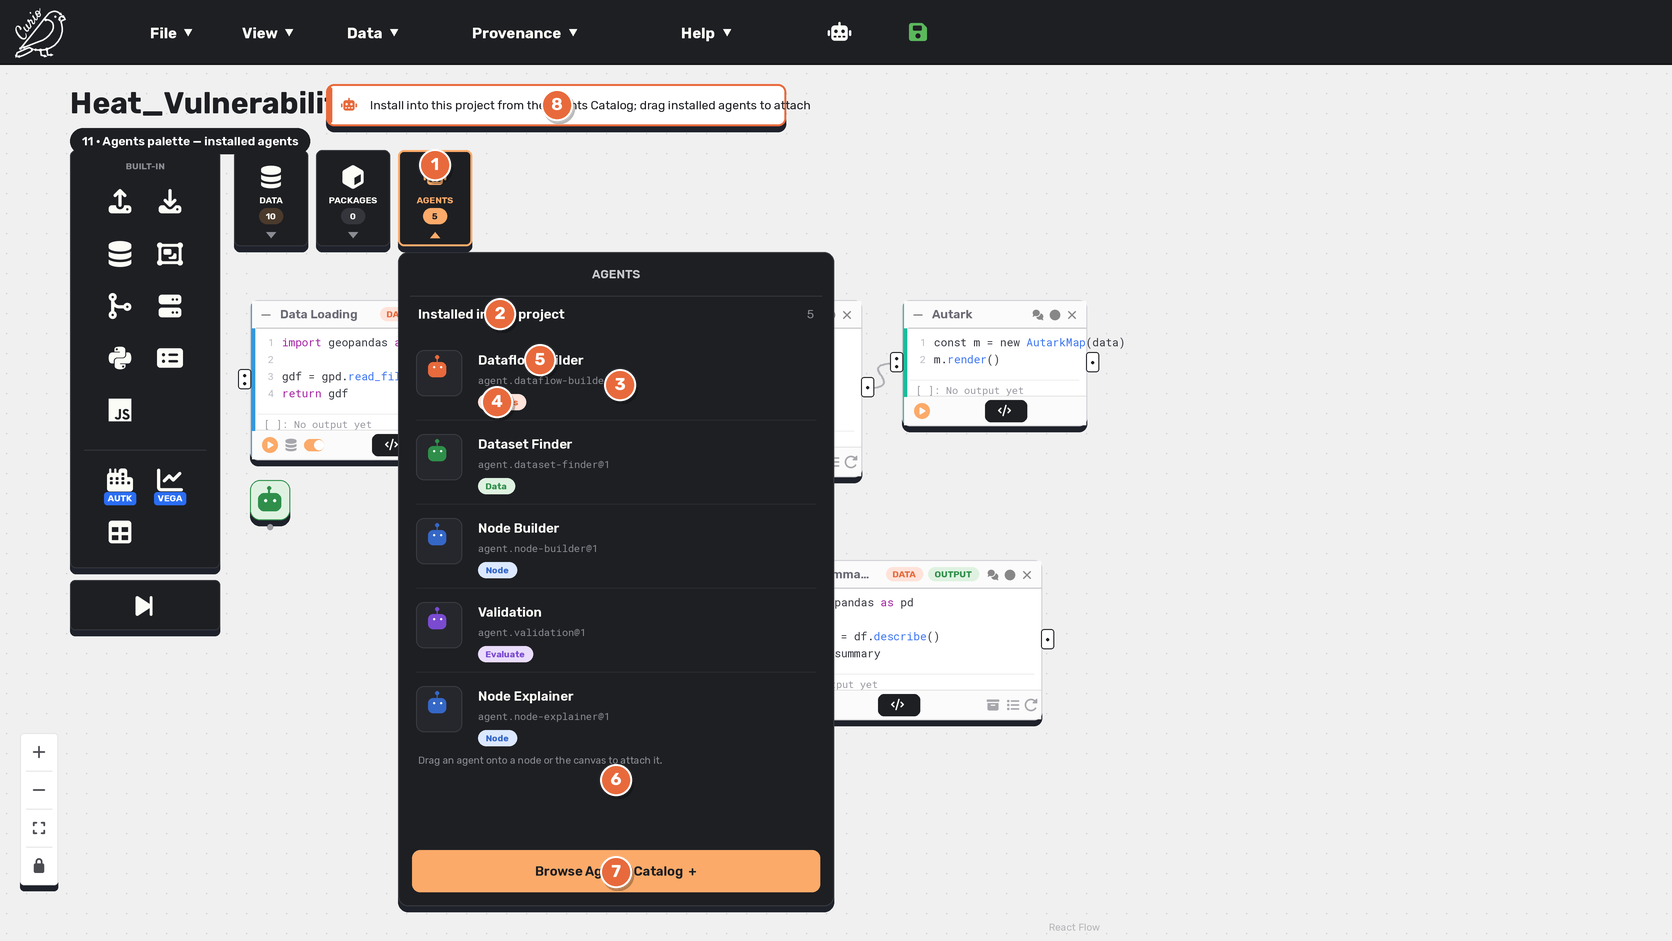 Curio
File ▼
View ▼
Data ▼
Provenance ▼
Help ▼
Heat_Vulnerabili
Install into this project from the 8 nts Catalog; drag installed agents to attach
11 • Agents palette — installed agents
BUILT-IN
DATA
10
PACKAGES
0
1
AGENTS
5
JS
AUTK
VEGA
AGENTS
Installed in 2 project
5
Dataflo 5 ilder
agent.dataflow-builde 3
4
Dataset Finder
agent.dataset-finder@1
Data
Node Builder
agent.node-builder@1
Node
Validation
agent.validation@1
Evaluate
Node Explainer
agent.node-explainer@1
Node
Drag an agent onto a node or the canvas to attach it.
6
Browse Ag 7 Catalog +
Data Loading
DA
1 import geopandas a
2
3 gdf = gpd.read_fil
4 return gdf
[ ]: No output yet
</>
Autark
1 const m = new AutarkMap(data)
2 m.render()
[ ]: No output yet
</>
mma...
DATA
OUTPUT
pandas as pd
= df.describe()
summary
put yet
</>
React Flow